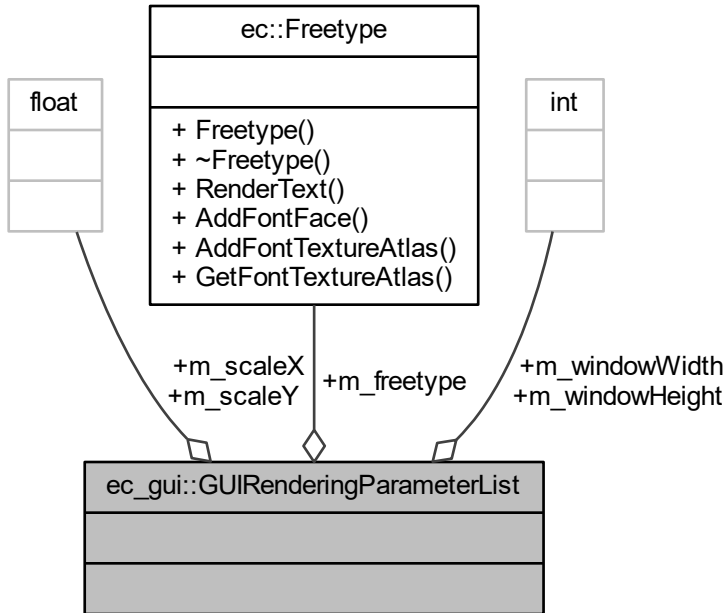 ec::Freetype
+ Freetype()
+ ~Freetype()
+ RenderText()
+ AddFontFace()
+ AddFontTextureAtlas()
+ GetFontTextureAtlas()
float
int
+m_scaleX
+m_scaleY
+m_freetype
+m_windowWidth
+m_windowHeight
ec_gui::GUIRenderingParameterList